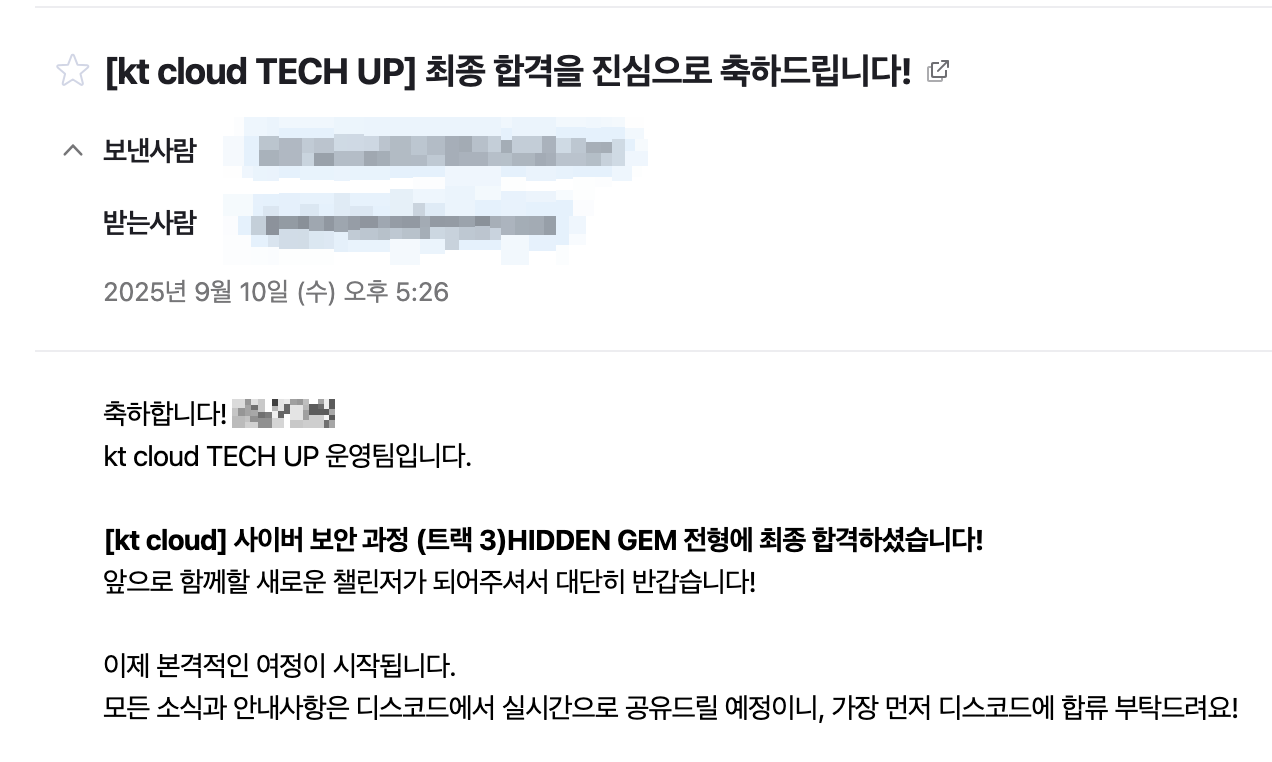 [kt cloud TECH UP] 최종 합격을 진심으로 축하드립니다!
보낸사람
받는사람
2025년 9월 10일 (수) 오후 5:26
축하합니다!
kt cloud TECH UP 운영팀입니다.
[kt cloud] 사이버 보안 과정 (트랙 3)HIDDEN GEM 전형에 최종 합격하셨습니다!
앞으로 함께할 새로운 챌린저가 되어주셔서 대단히 반갑습니다!
이제 본격적인 여정이 시작됩니다.
모든 소식과 안내사항은 디스코드에서 실시간으로 공유드릴 예정이니, 가장 먼저 디스코드에 합류 부탁드려요!